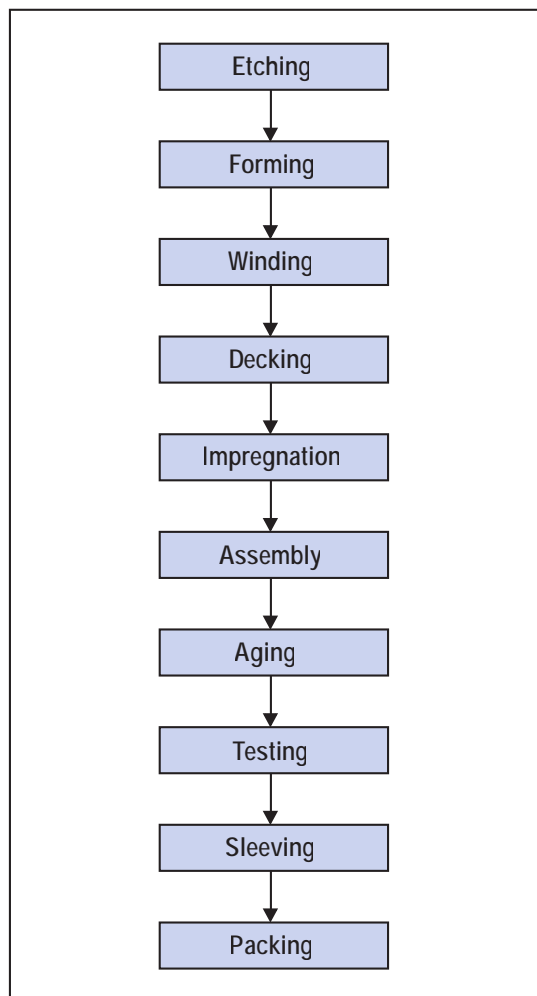 Etching
Forming
Winding
Decking
Impregnation
Assembly
Aging
Testing
Sleeving
Packing